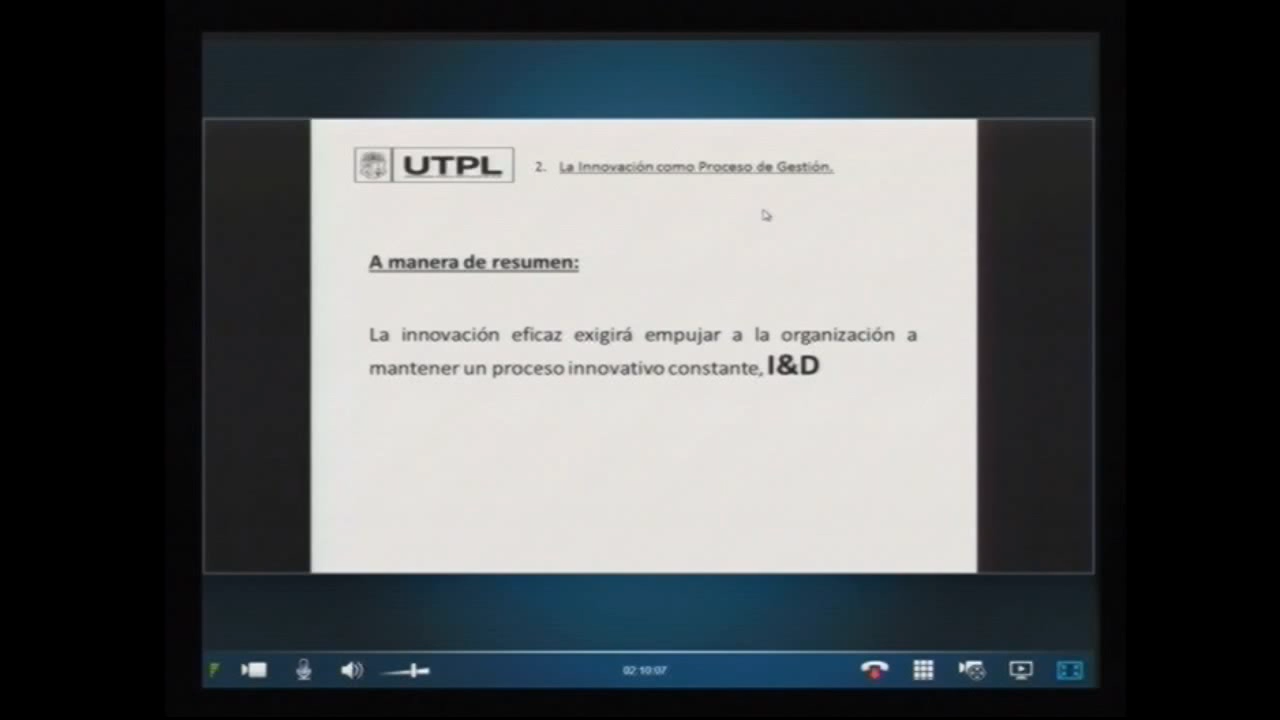 UTPL
2. La Innovación como Proceso de Gestión.
A manera de resumen:
La innovación eficaz exigirá empujar a la organización a
mantener un proceso innovativo constante, I&D
02:10:07